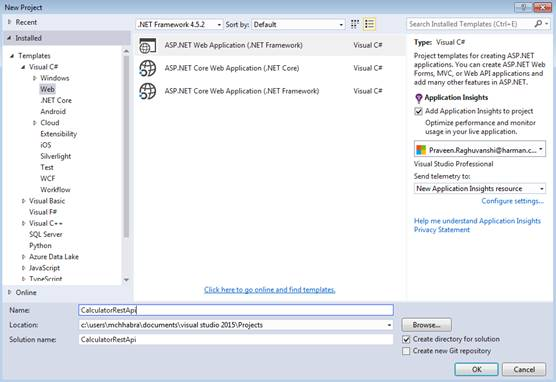 New Project
Recent
.NET Framework 4.5.2
Sort by: Default
Search Installed Templates (Ctrl+E)
Installed
Templates
Visual C#
Windows
Web
.NET Core
Android
Cloud
Extensibility
iOS
Silverlight
Test
WCF
Workflow
Visual Basic
Visual F#
Visual C++
SQL Server
Python
Azure Data Lake
JavaScript
TypeScript
Online
ASP.NET Web Application (.NET Framework) Visual C#
ASP.NET Core Web Application (.NET Core) Visual C#
ASP.NET Core Web Application (.NET Framework) Visual C#
Click here to go online and find templates.
Type: Visual C#
Project templates for creating ASP.NET
applications. You can create ASP.NET Web
Forms, MVC, or Web API applications and
add many other features in ASP.NET.
Application Insights
Add Application Insights to project
Optimize performance and monitor
usage in your live application.
Praveen.Raghuvanshi@harman.c...
Visual Studio Professional
Send telemetry to:
New Application Insights resource
Configure settings...
Help me understand Application Insights
Privacy Statement
Name: CalculatorRestApi
Location: c:\users\mchhabra\documents\visual studio 2015\Projects
Browse...
Solution name: CalculatorRestApi
Create directory for solution
Create new Git repository
OK
Cancel